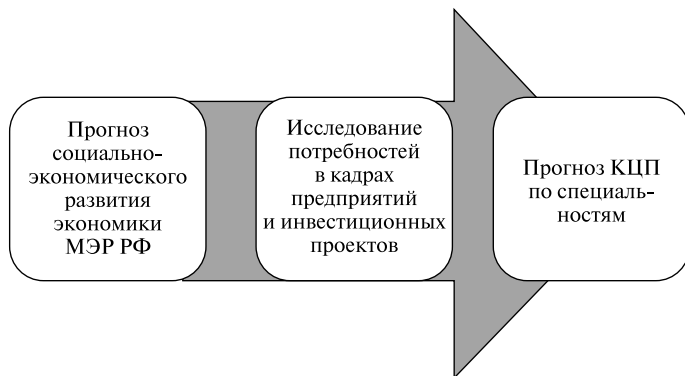 Прогноз
социально-
экономического
развития
экономики
МЭР РФ
Исследование
потребностей
в кадрах
предприятий
и инвестиционных
проектов
Прогноз КЦП
по специаль-
ностям